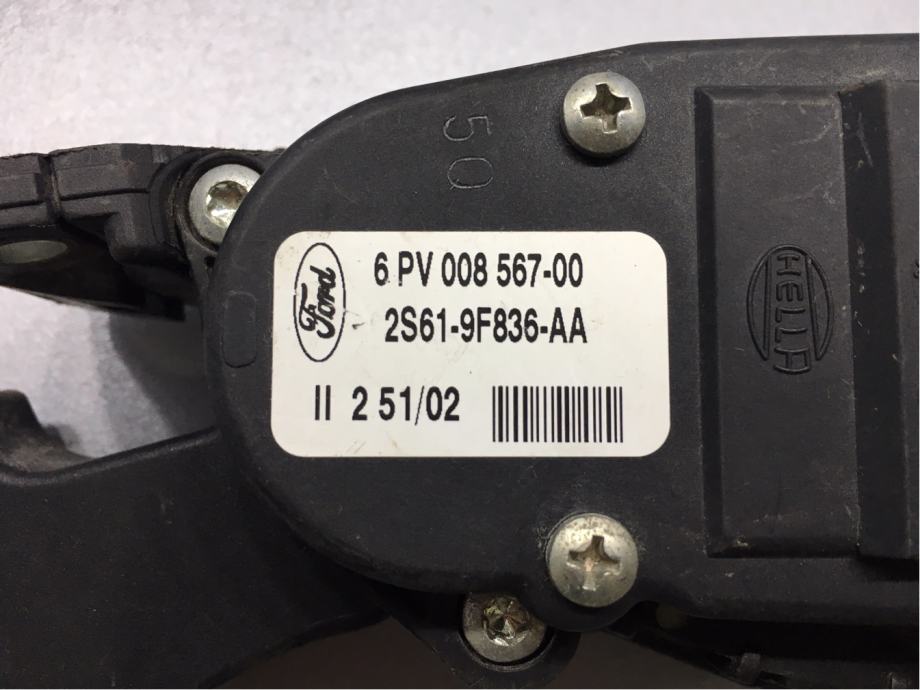 50
Ford
6 PV 008 567-00
2S61-9F836-AA
II 2 51/02
HELLA